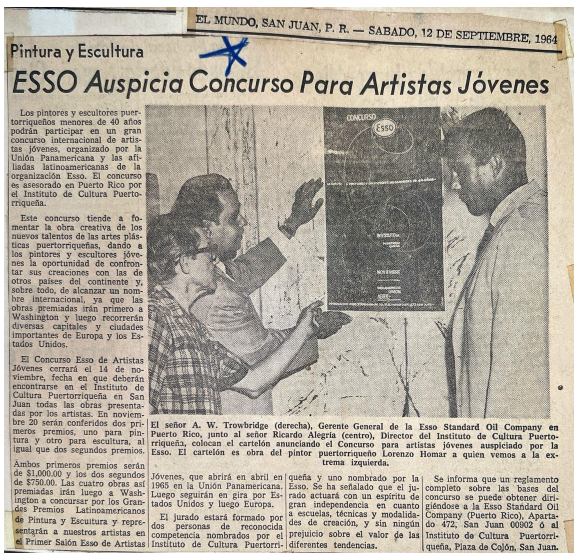 EL MUNDO, SAN JUAN, P. R. — SABADO, 12 DE SEPTIEMBRE, 1964
Pintura y Escultura
ESSO Auspicia Concurso Para Artistas Jóvenes
Los pintores y escultores puer-
torriqueños menores de 40 años
podrán participar en un gran
concurso internacional de artis-
tas jóvenes, organizado por la
Unión Panamericana y las afi-
liadas latinoamericanas de la
organización Esso. El concurso
es asesorado en Puerto Rico por
el Instituto de Cultura Puerto-
rriqueña.
Este concurso tiende a fo-
mentar la obra creativa de los
nuevos talentos de las artes plás-
ticas puertorriqueñas, dando a
los pintores y escultores jóve-
nes la oportunidad de confron-
tar sus creaciones con las de
otros países del continente y,
sobre todo, de alcanzar un nom-
bre internacional, ya que las
obras premiadas irán primero a
Washington y luego recorrerán
diversas capitales y ciudades
importantes de Europa y los Es-
tados Unidos.
El Concurso Esso de Artistas
Jóvenes cerrará el 14 de no-
viembre, fecha en que deberán
encontrarse en el Instituto de
Cultura Puertorriqueña en San
Juan todas las obras presenta-
das por los artistas. En noviem-
bre 20 serán conferidos dos pri-
meros premios, uno para pin-
tura y otro para escultura, al
igual que dos segundos premios.
Ambos primeros premios serán
de $1,000.00 y los dos segundos
de $750.00. Las cuatro obras así
premiadas irán luego a Wash-
ington a concursar por los Gran-
des Premios Latinoamericanos
de Pintura y Escultura y repre-
sentarán a nuestros artistas en
el Primer Salón Esso de Artistas
CONCURSO
ESSO
El señor A. W. Trowbridge (derecha), Gerente General de la Esso Standard Oil Company en
Puerto Rico, junto al señor Ricardo Alegría (centro), Director del Instituto de Cultura Puerto-
rriqueña, colocan el cartelón anunciando el Concurso para artistas jóvenes auspiciado por la
Esso. El cartelón es obra del pintor puertorriqueño Lorenzo Homar a quien vemos a la ex-
trema izquierda.
Jóvenes, que abrirá en abril de
1965 en la Unión Panamericana.
Luego seguirán en gira por Es-
tados Unidos y luego Europa.
El jurado estará formado por
dos personas de reconocida
competencia nombrados por el
Instituto de Cultura Puertorri-
queña y uno nombrado por la
Esso. Se ha señalado que el ju-
rado actuará con un espíritu de
gran independencia en cuanto
a escuelas, técnicas y modalida-
des de creación, y sin ningún
prejuicio sobre el valor de las
diferentes tendencias.
Se informa que un reglamento
completo sobre las bases del
concurso se puede obtener diri-
giéndose a la Esso Standard Oil
Company (Puerto Rico), Aparta-
do 472, San Juan 00902 ó al
Instituto de Cultura Puertorri-
queña, Plaza de Colón, San Juan.